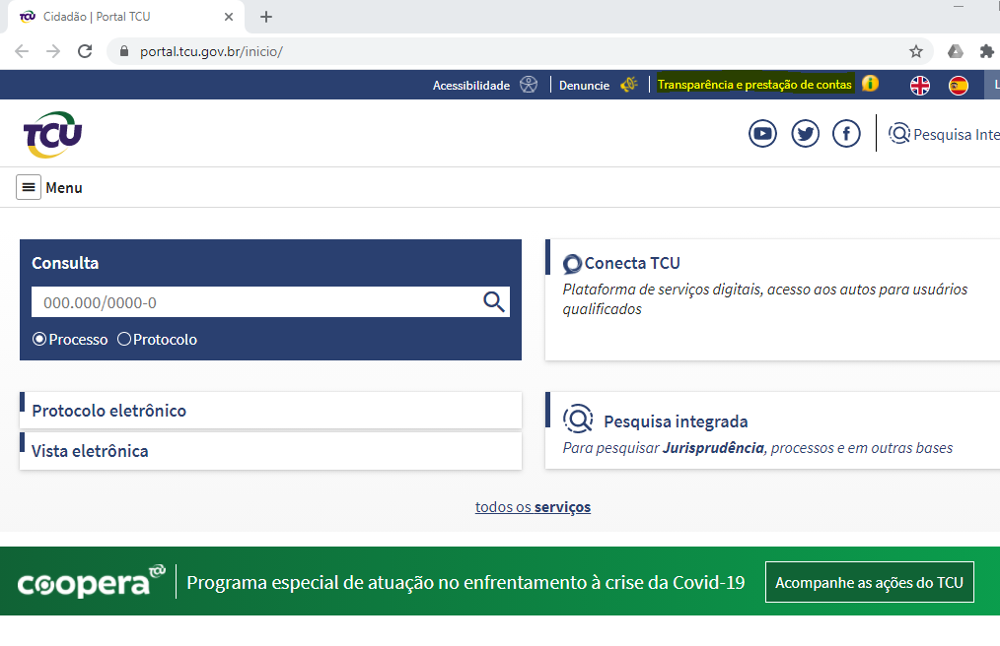 TCU Cidadão | Portal TCU
portal.tcu.gov.br/inicio/
Acessibilidade Denuncie Transparência e prestação de contas i L
TCU
Pesquisa Inte
Menu
Consulta
000.000/0000-0
Processo Protocolo
Conecta TCU
Plataforma de serviços digitais, acesso aos autos para usuários
qualificados
Protocolo eletrônico
Vista eletrônica
Pesquisa integrada
Para pesquisar Jurisprudência, processos e em outras bases
todos os serviços
coopera TCU Programa especial de atuação no enfrentamento à crise da Covid-19 Acompanhe as ações do TCU